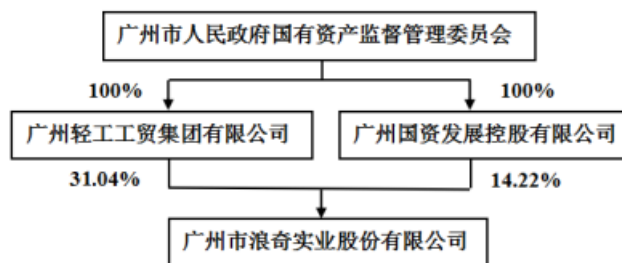 广州市人民政府国有资产监督管理委员会
100%
100%
广州轻工工贸集团有限公司
广州国资发展控股有限公司
31.04%
14.22%
广州市浪奇实业股份有限公司